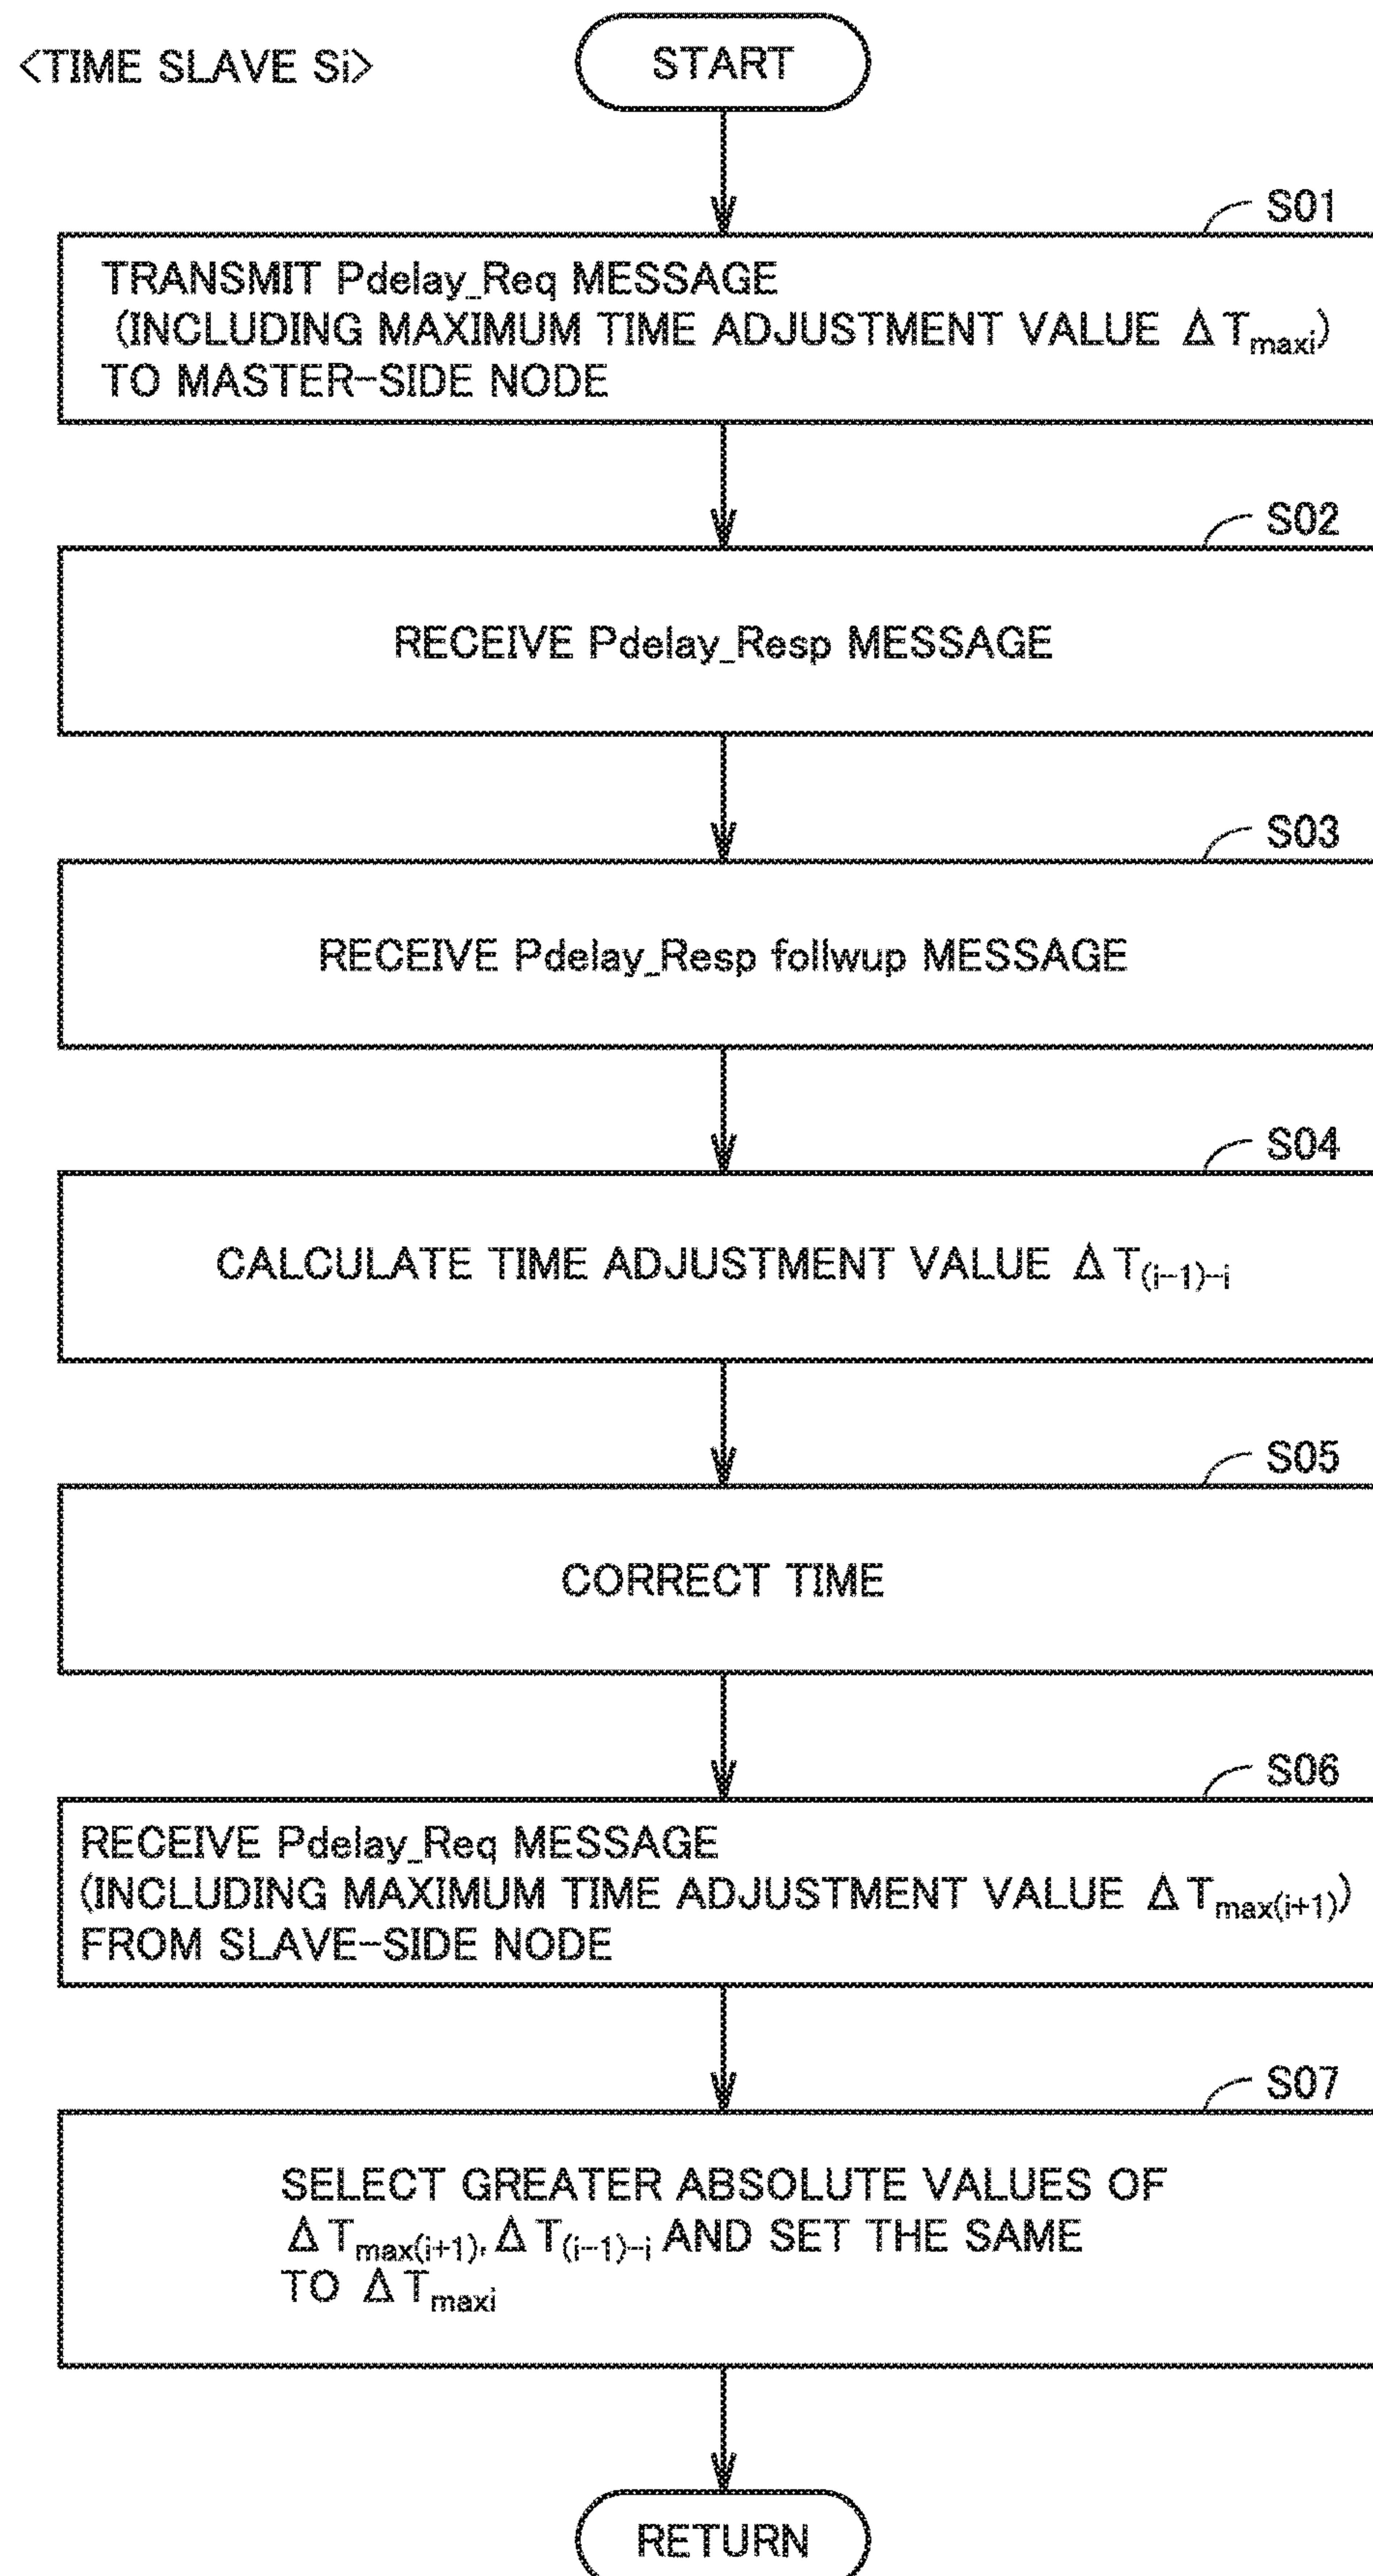 <TIME SLAVE Si>
START
S01
TRANSMIT Pdelay_Req MESSAGE
(INCLUDING MAXIMUM TIME ADJUSTMENT VALUE ΔTmaxi)
TO MASTER-SIDE NODE
S02
RECEIVE Pdelay_Resp MESSAGE
S03
RECEIVE Pdelay_Resp follwup MESSAGE
S04
CALCULATE TIME ADJUSTMENT VALUE ΔT(i-1)-i
S05
CORRECT TIME
S06
RECEIVE Pdelay_Req MESSAGE
(INCLUDING MAXIMUM TIME ADJUSTMENT VALUE ΔTmax(i+1))
FROM SLAVE-SIDE NODE
S07
SELECT GREATER ABSOLUTE VALUES OF
ΔTmax(i+1), ΔT(i-1)-i AND SET THE SAME
TO ΔTmaxi
RETURN